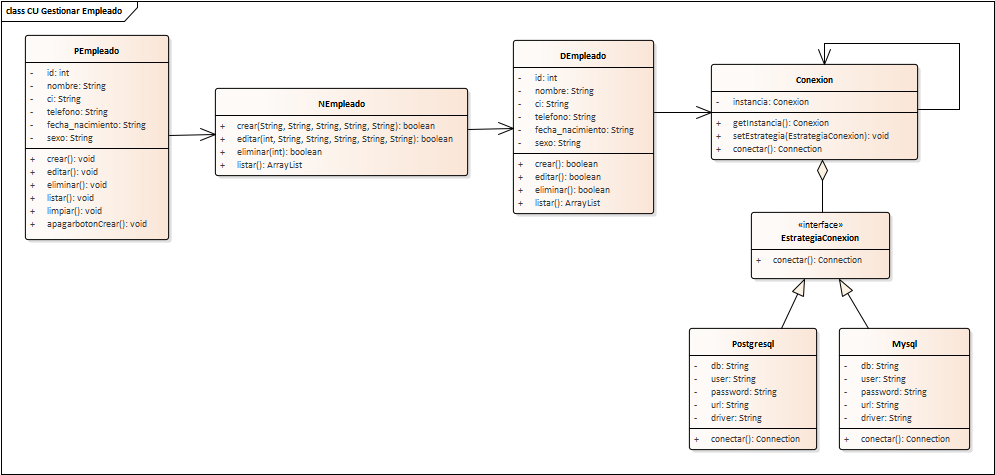 class CU Gestionar Empleado
PEmpleado
- id: int
- nombre: String
- ci: String
- telefono: String
- fecha_nacimiento: String
- sexo: String
+ crear(): void
+ editar(): void
+ eliminar(): void
+ listar(): void
+ limpiar(): void
+ apagarbotonCrear(): void
NEmpleado
+ crear(String, String, String, String, String): boolean
+ editar(int, String, String, String, String, String): boolean
+ eliminar(int): boolean
+ listar(): ArrayList
DEmpleado
- id: int
- nombre: String
- ci: String
- telefono: String
- fecha_nacimiento: String
- sexo: String
+ crear(): boolean
+ editar(): boolean
+ eliminar(): boolean
+ listar(): ArrayList
Conexion
- instancia: Conexion
+ getInstancia(): Conexion
+ setEstrategia(EstrategiaConexion): void
+ conectar(): Connection
«interface»
EstrategiaConexion
+ conectar(): Connection
Postgresql
- db: String
- user: String
- password: String
- url: String
- driver: String
+ conectar(): Connection
Mysql
- db: String
- user: String
- password: String
- url: String
- driver: String
+ conectar(): Connection